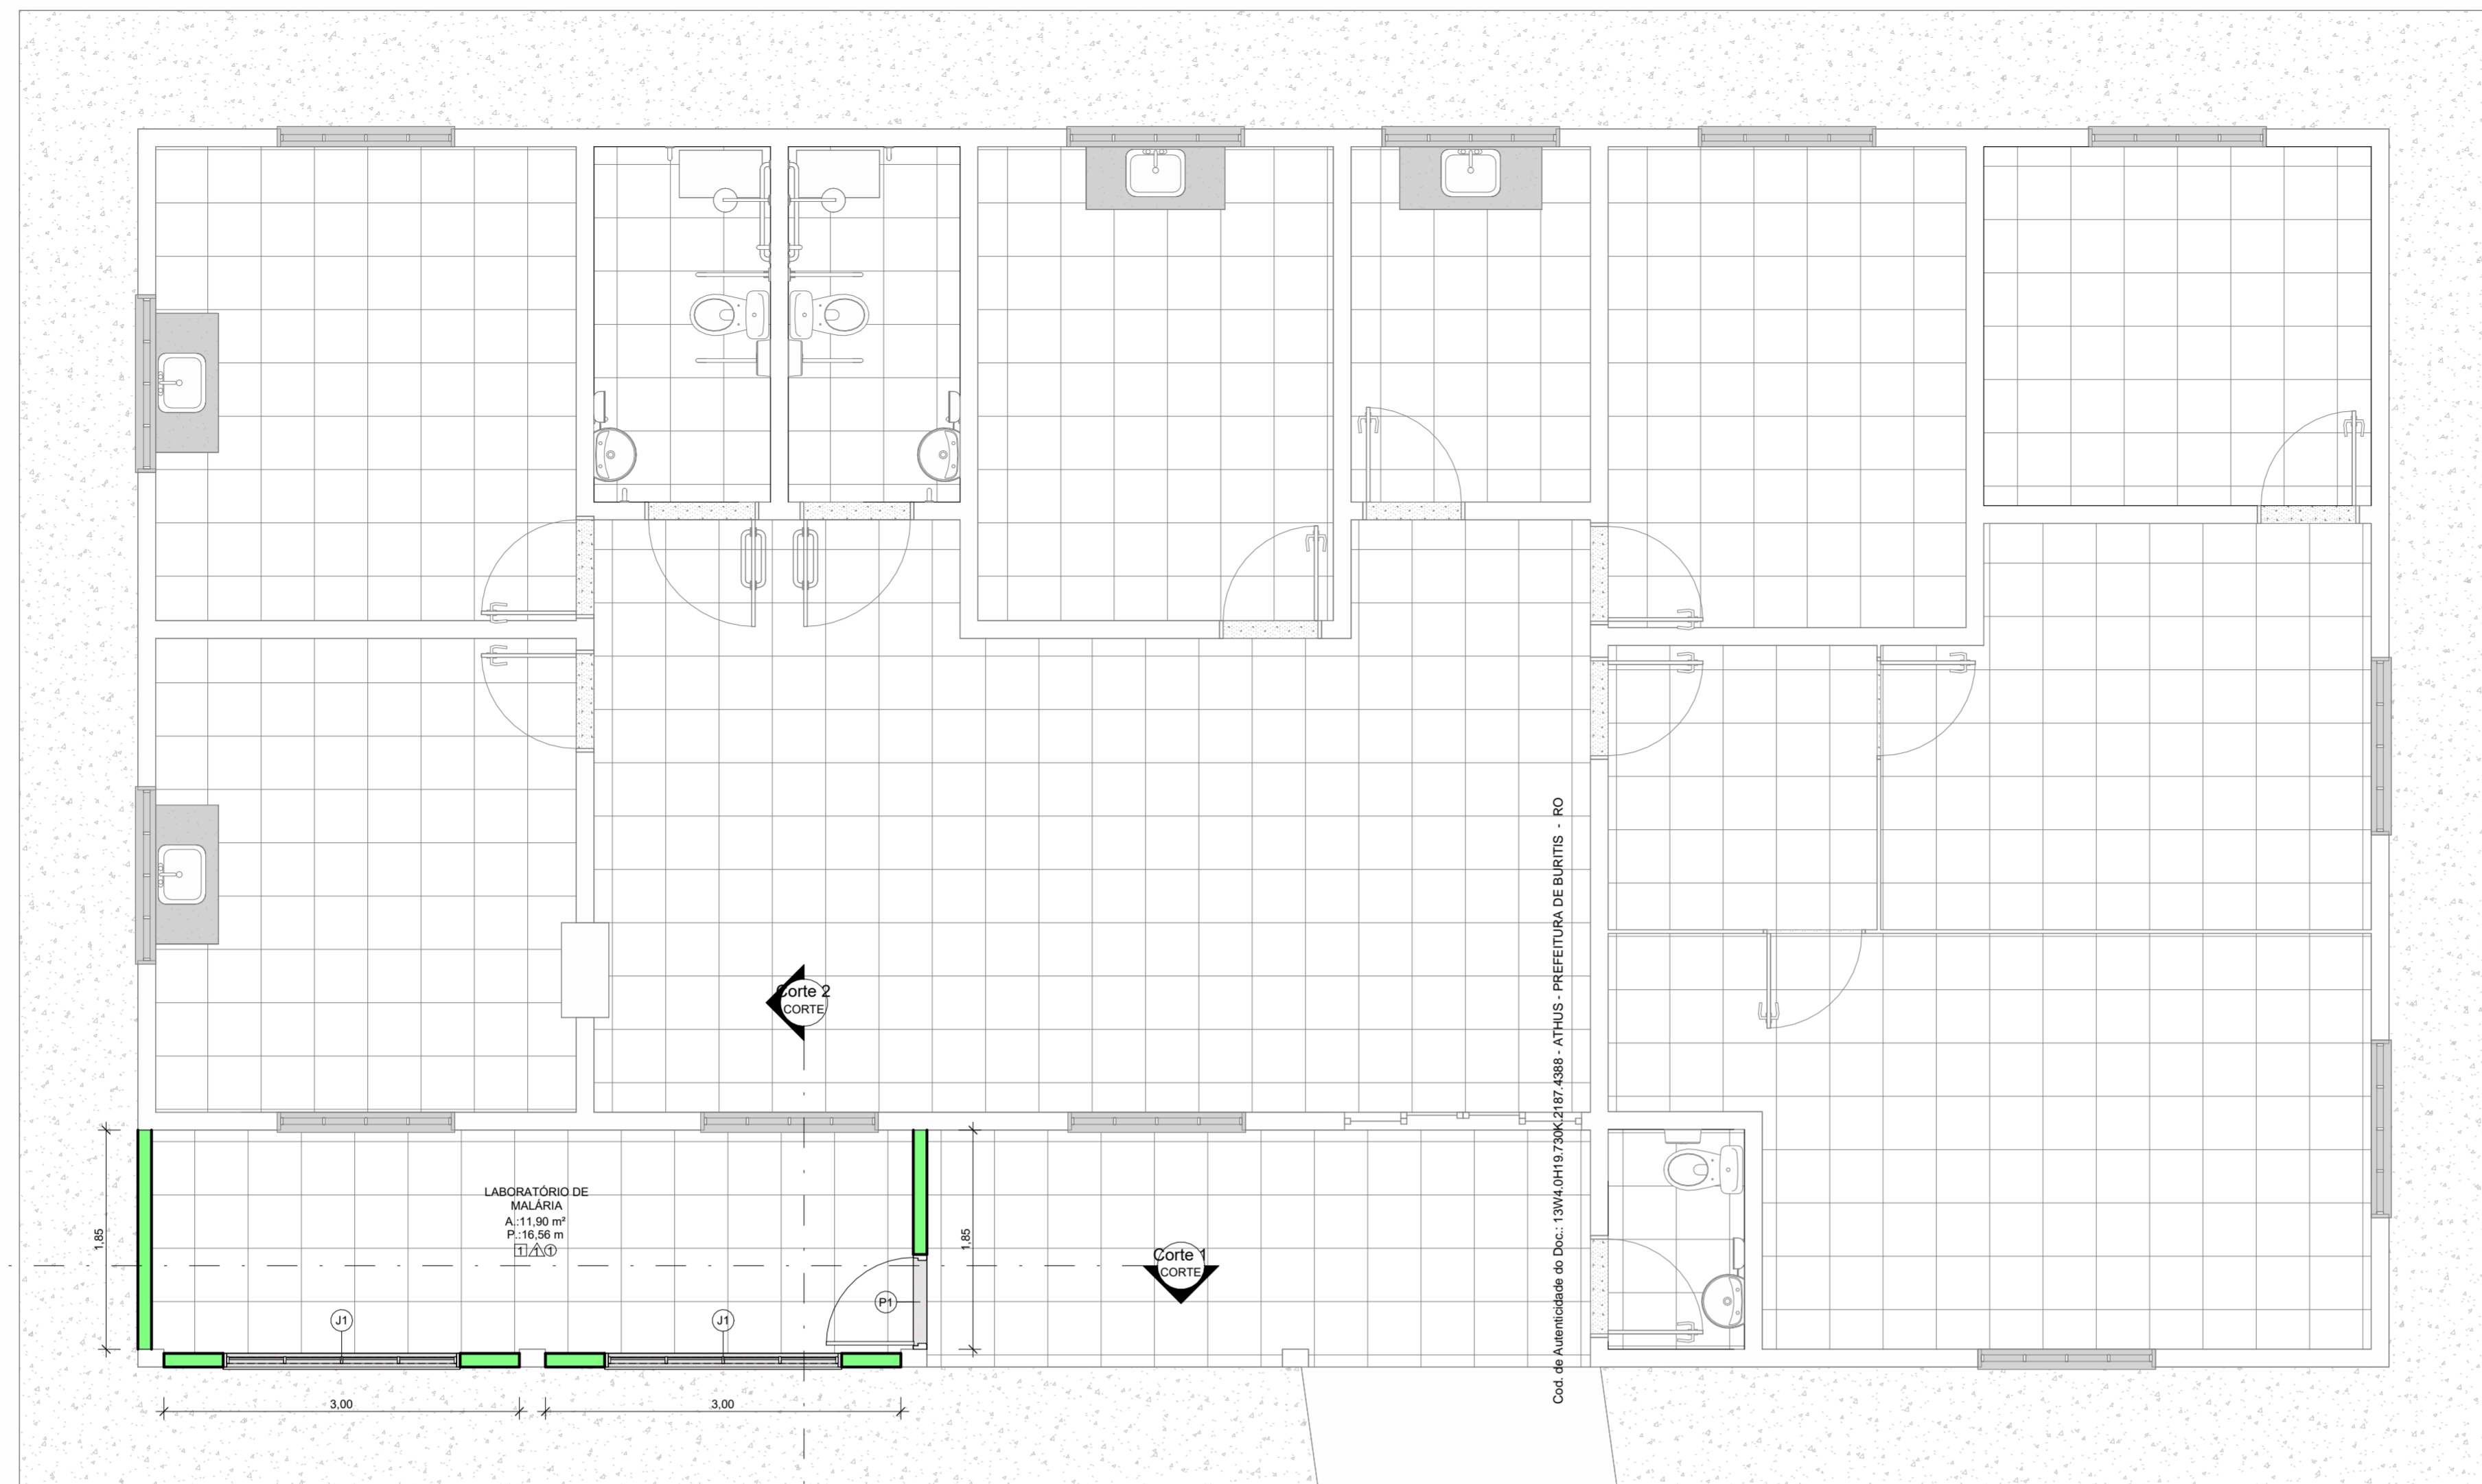 Corte 2
CORTE
LABORATÓRIO DE
MALÁRIA
A.:11,90 m²
P.:16,56 m
1 1 1
1,85
1,85
Corte 1
CORTE
P1
J1
J1
3,00
3,00
Cod. de Autenticidade do Doc.: 13W4.0H19.730K.2187.4388 - ATHUS - PREFEITURA DE BURITIS - RO